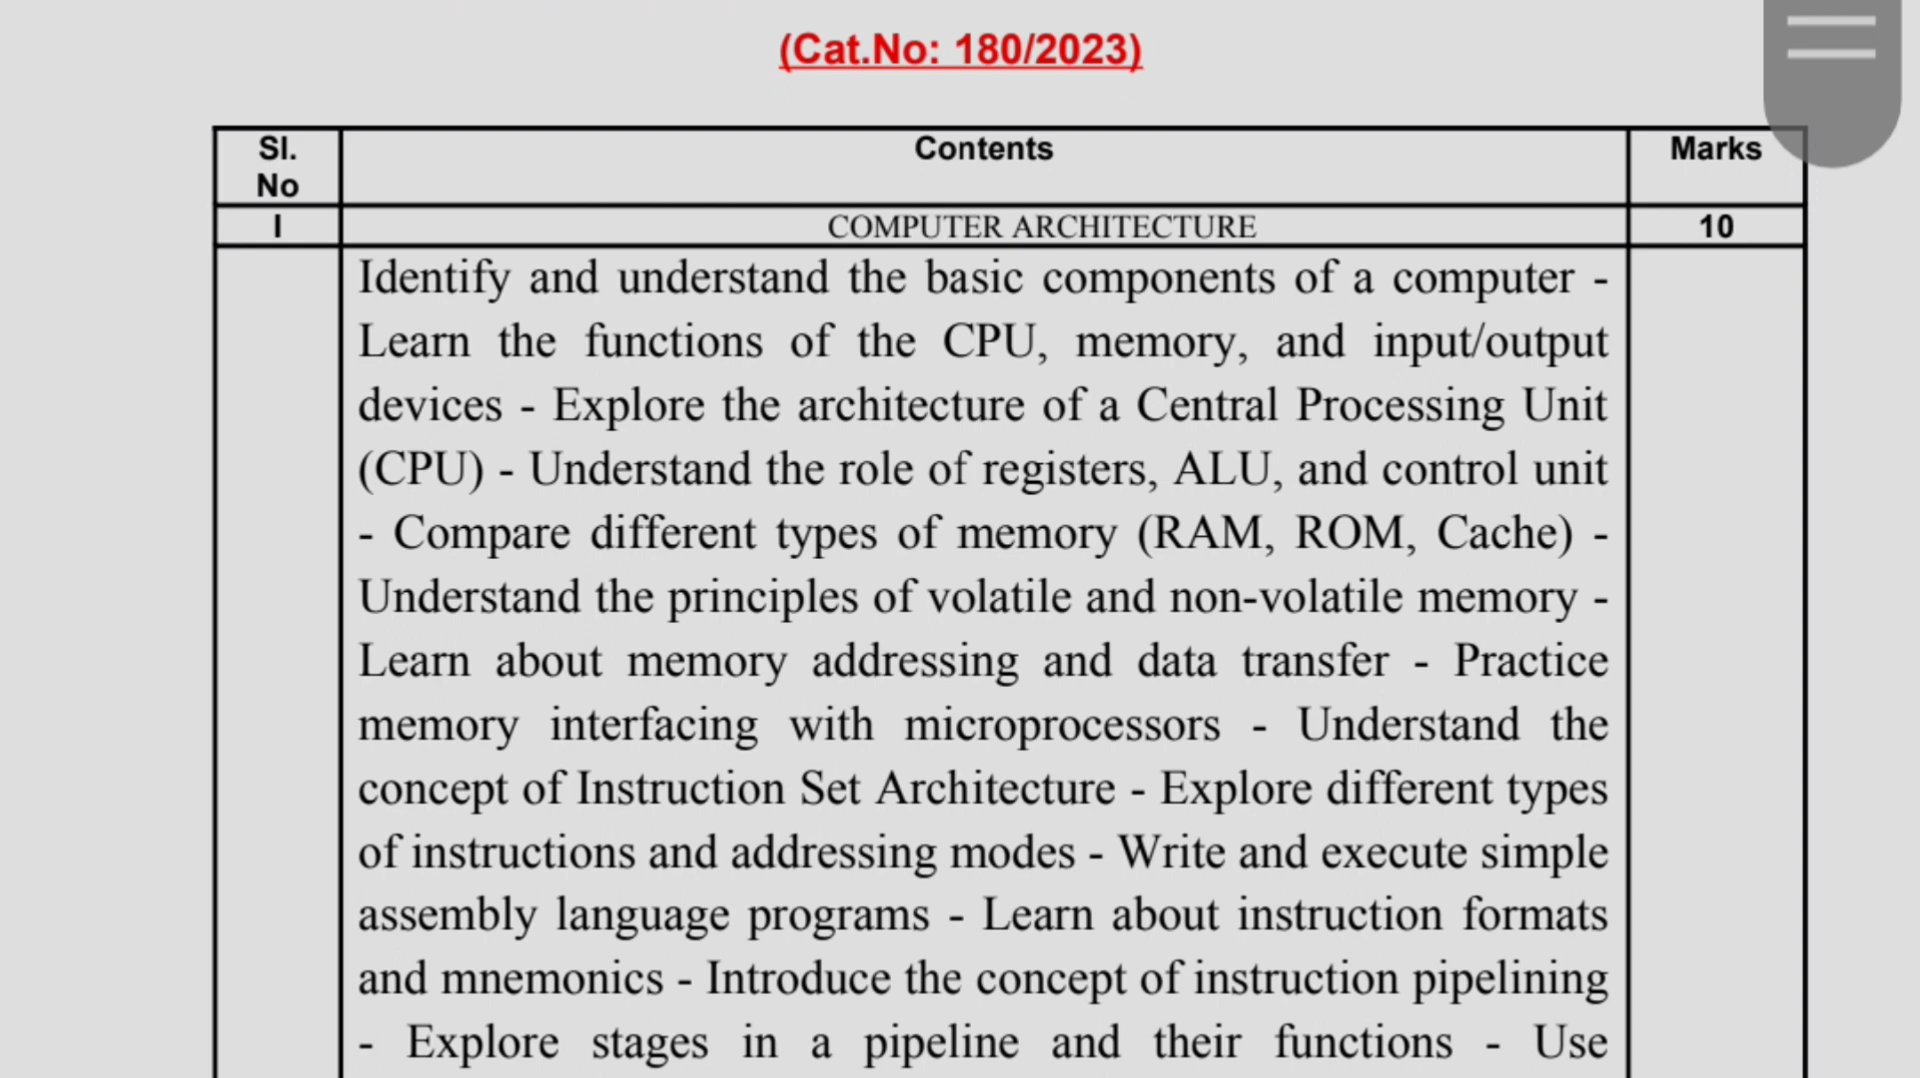 (Cat.No: 180/2023)
Sl. No Contents Marks
I COMPUTER ARCHITECTURE 10
Identify and understand the basic components of a computer -
Learn the functions of the CPU, memory, and input/output
devices - Explore the architecture of a Central Processing Unit
(CPU) - Understand the role of registers, ALU, and control unit
- Compare different types of memory (RAM, ROM, Cache) -
Understand the principles of volatile and non-volatile memory -
Learn about memory addressing and data transfer - Practice
memory interfacing with microprocessors - Understand the
concept of Instruction Set Architecture - Explore different types
of instructions and addressing modes - Write and execute simple
assembly language programs - Learn about instruction formats
and mnemonics - Introduce the concept of instruction pipelining
- Explore stages in a pipeline and their functions - Use